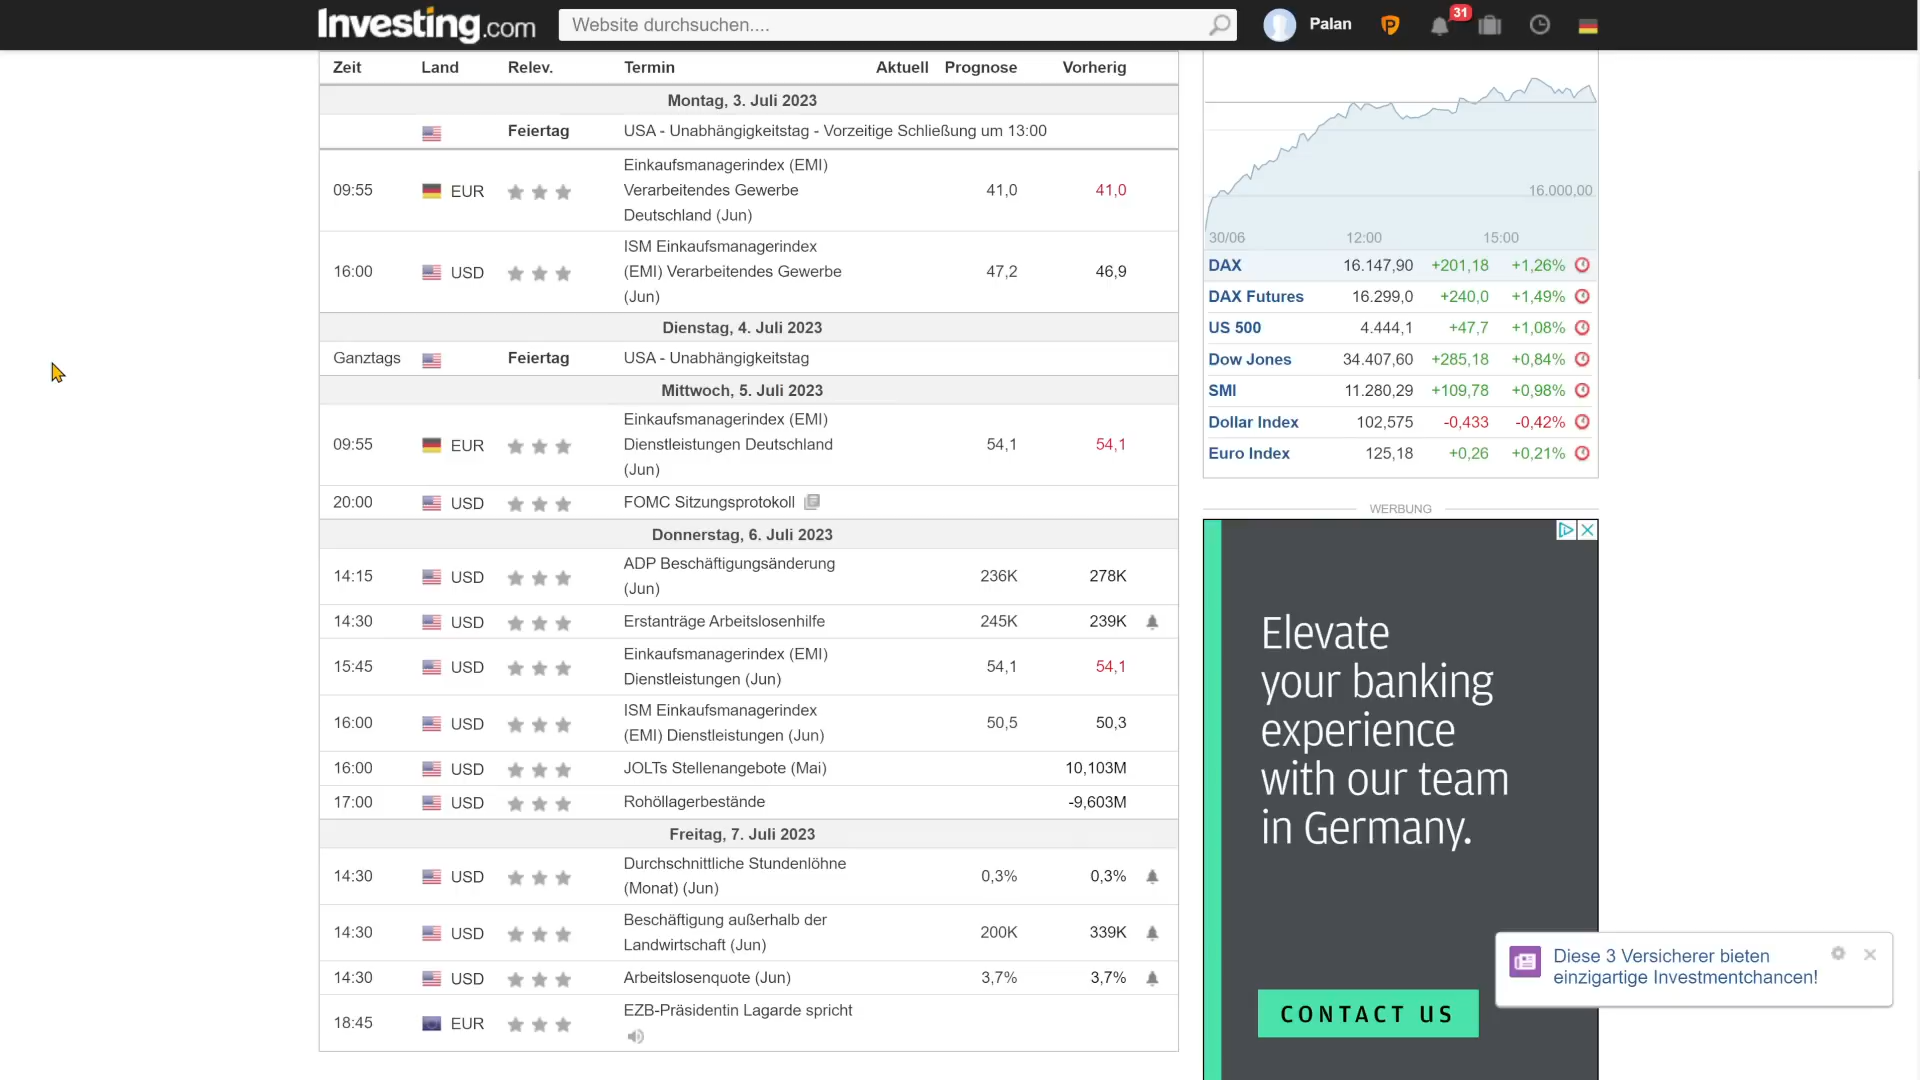 Investing.com
Website durchsuchen....
Palan
31
Zeit Land Relev. Termin Aktuell Prognose Vorherig
Montag, 3. Juli 2023
Feiertag USA - Unabhängigkeitstag - Vorzeitige Schließung um 13:00
09:55 EUR Einkaufsmanagerindex (EMI) Verarbeitendes Gewerbe Deutschland (Jun) 41,0 41,0
16:00 USD ISM Einkaufsmanagerindex (EMI) Verarbeitendes Gewerbe (Jun) 47,2 46,9
Dienstag, 4. Juli 2023
Ganztags Feiertag USA - Unabhängigkeitstag
Mittwoch, 5. Juli 2023
09:55 EUR Einkaufsmanagerindex (EMI) Dienstleistungen Deutschland (Jun) 54,1 54,1
20:00 USD FOMC Sitzungsprotokoll
Donnerstag, 6. Juli 2023
14:15 USD ADP Beschäftigungsänderung (Jun) 236K 278K
14:30 USD Erstanträge Arbeitslosenhilfe 245K 239K
15:45 USD Einkaufsmanagerindex (EMI) Dienstleistungen (Jun) 54,1 54,1
16:00 USD ISM Einkaufsmanagerindex (EMI) Dienstleistungen (Jun) 50,5 50,3
16:00 USD JOLTs Stellenangebote (Mai) 10,103M
17:00 USD Rohöllagerbestände -9,603M
Freitag, 7. Juli 2023
14:30 USD Durchschnittliche Stundenlöhne (Monat) (Jun) 0,3% 0,3%
14:30 USD Beschäftigung außerhalb der Landwirtschaft (Jun) 200K 339K
14:30 USD Arbeitslosenquote (Jun) 3,7% 3,7%
18:45 EUR EZB-Präsidentin Lagarde spricht
16.000,00
30/06 12:00 15:00
DAX 16.147,90 +201,18 +1,26%
DAX Futures 16.299,0 +240,0 +1,49%
US 500 4.444,1 +47,7 +1,08%
Dow Jones 34.407,60 +285,18 +0,84%
SMI 11.280,29 +109,78 +0,98%
Dollar Index 102,575 -0,433 -0,42%
Euro Index 125,18 +0,26 +0,21%
WERBUNG
Elevate
your banking
experience
with our team
in Germany.
CONTACT US
Diese 3 Versicherer bieten
einzigartige Investmentchancen!